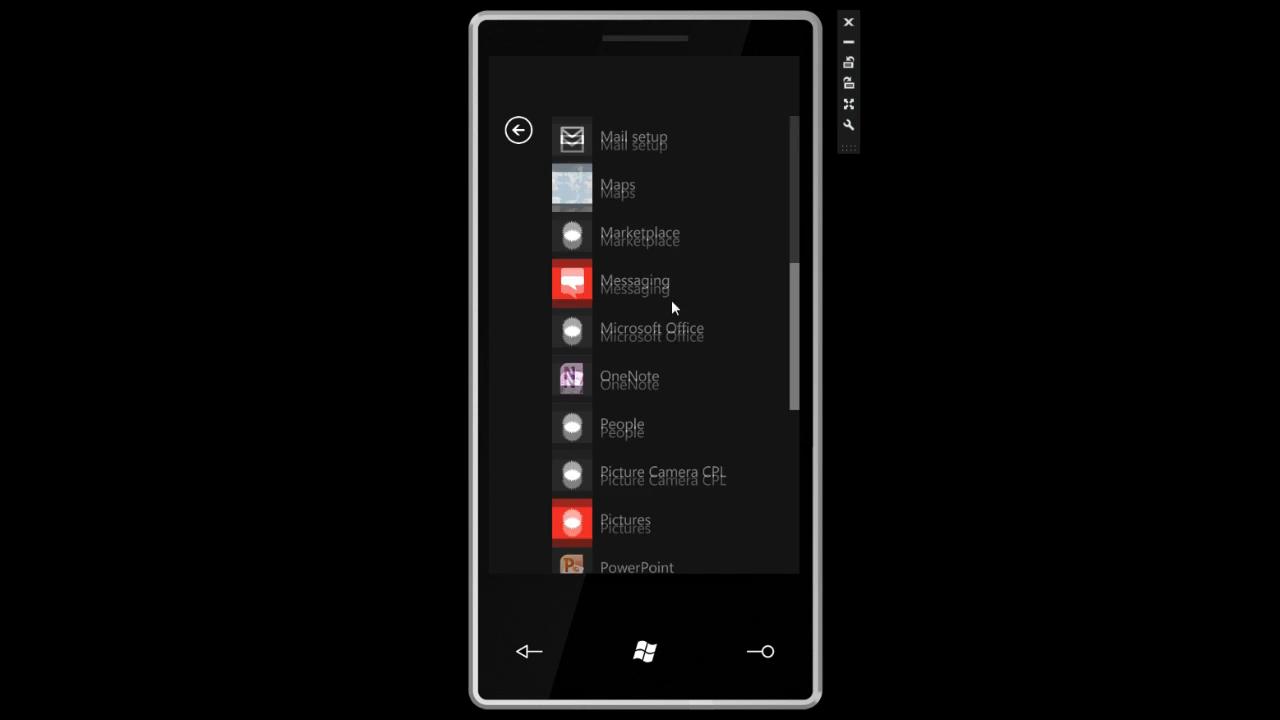 Mail setup
Maps
Marketplace
Messaging
Microsoft Office
OneNote
People
Picture Camera CPL
Pictures
PowerPoint